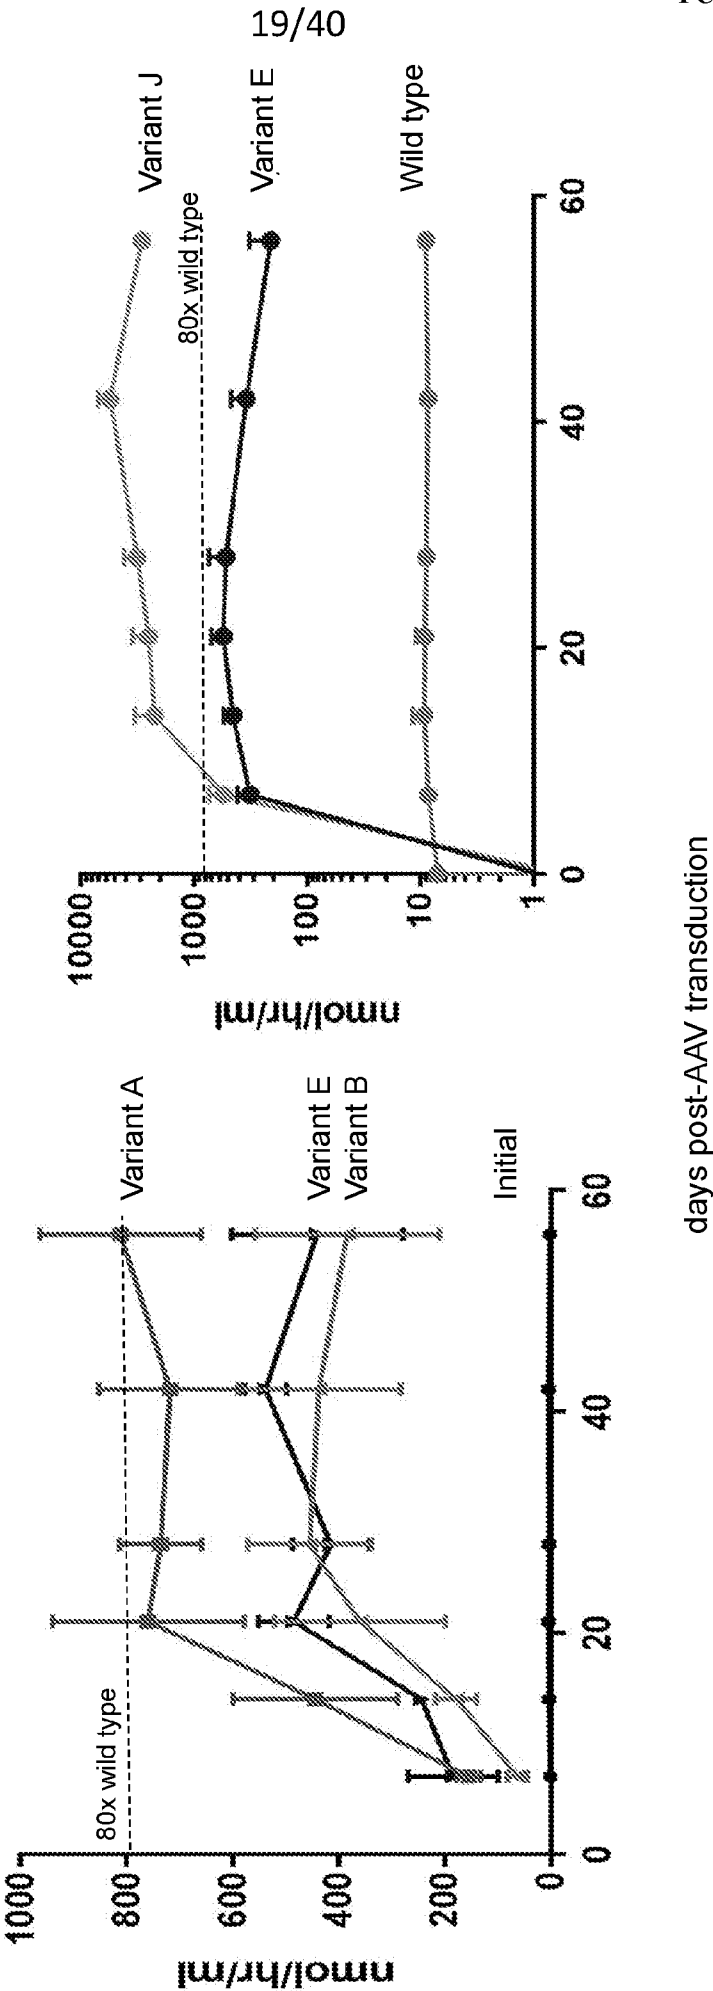 19/40
1000
800
600
400
200
0
nmol/hr/ml
80x wild type
Variant A
Variant E
Variant B
Initial
0
20
40
60
10000
1000
100
10
1
nmol/hr/ml
80x wild type
Variant J
Variant E
Wild type
0
20
40
60
days post-AAV transduction